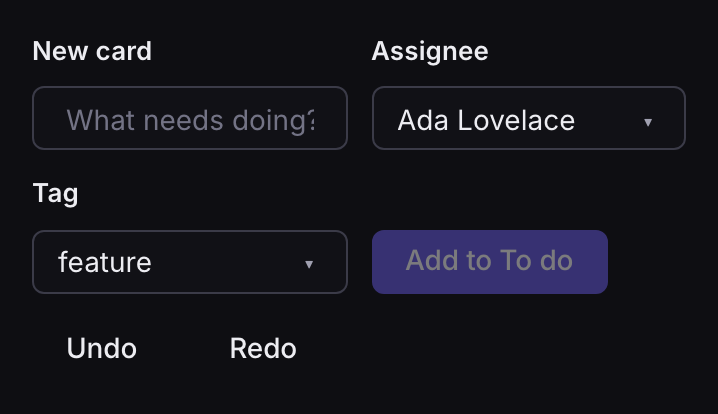 New card
Assignee
What needs doing?
Ada Lovelace
Tag
feature
Add to To do
Undo
Redo